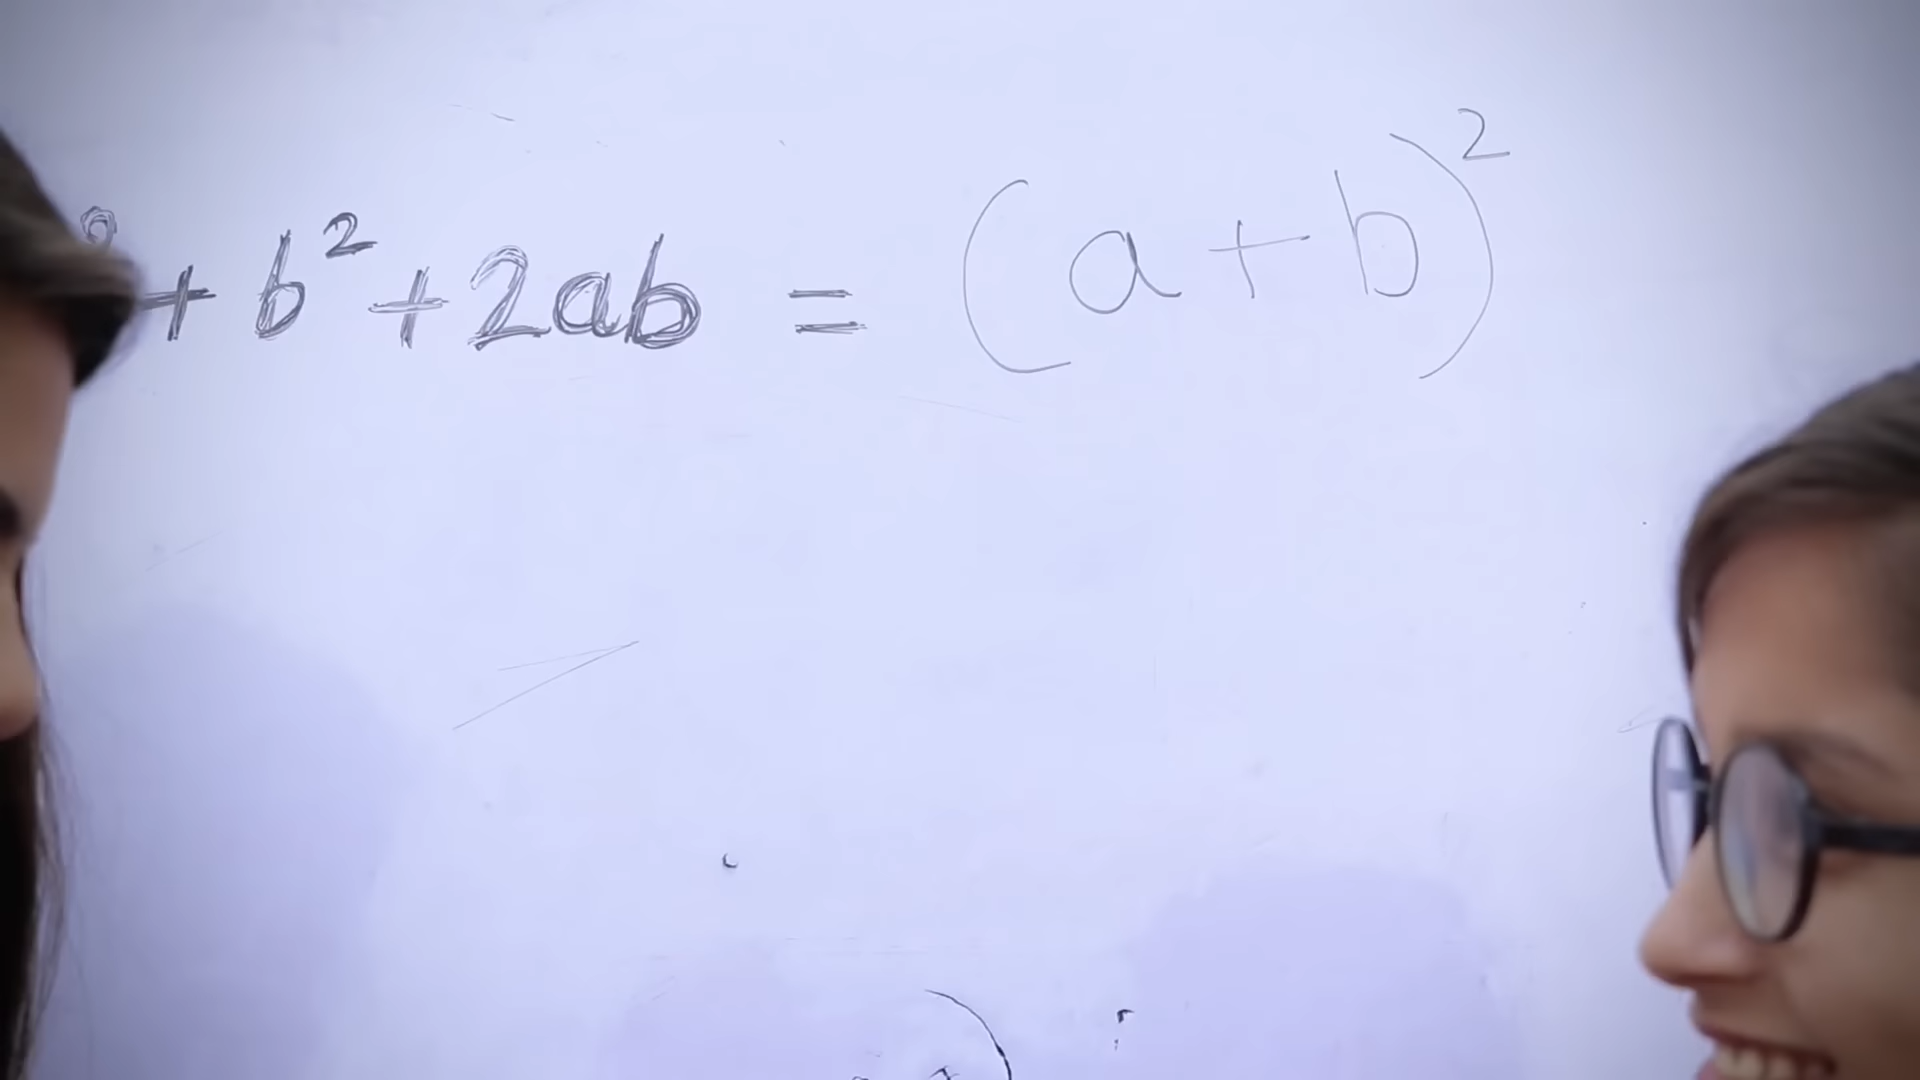 + b² + 2ab = (a + b)²